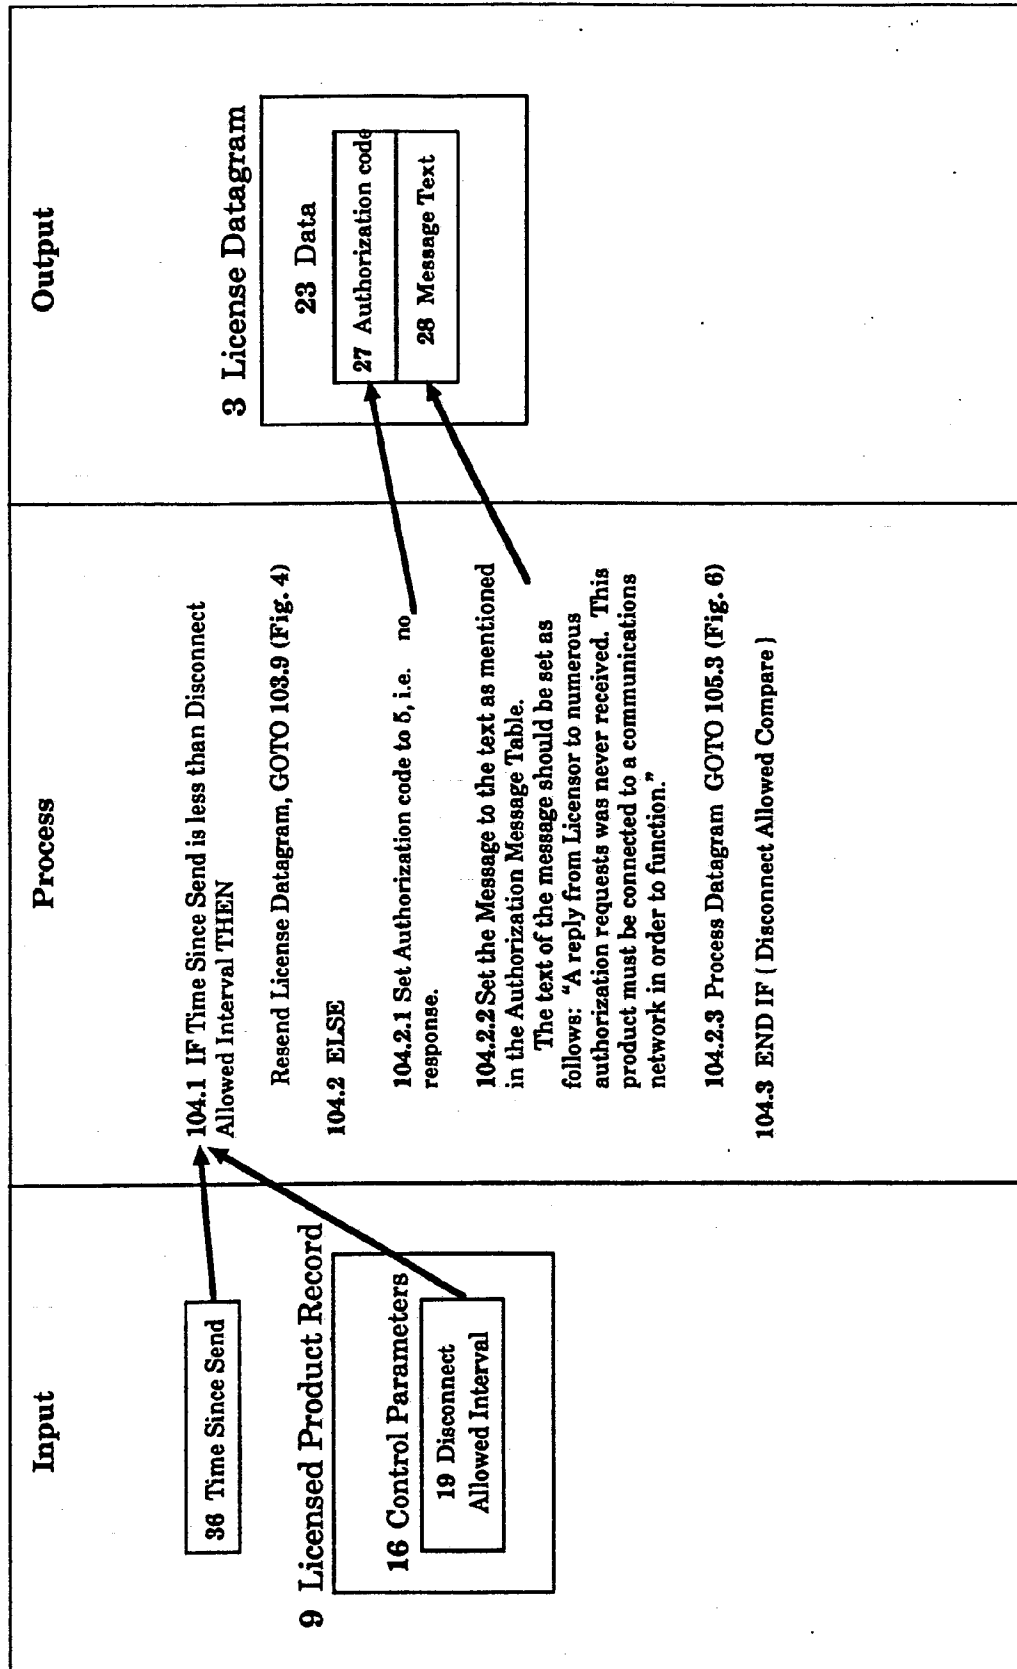 Input
36 Time Since Send
9 Licensed Product Record
16 Control Parameters
19 Disconnect
Allowed Interval
Process
104.1 IF Time Since Send is less than Disconnect
Allowed Interval THEN
Resend License Datagram, GOTO 103.9 (Fig. 4)
104.2 ELSE
104.2.1 Set Authorization code to 5, i.e. no
response.
104.2.2 Set the Message to the text as mentioned
in the Authorization Message Table.
The text of the message should be set as
follows: “A reply from Licensor to numerous
authorization requests was never received. This
product must be connected to a communications
network in order to function.”
104.2.3 Process Datagram GOTO 105.3 (Fig. 6)
104.3 END IF { Disconnect Allowed Compare }
Output
3 License Datagram
23 Data
27 Authorization code
28 Message Text